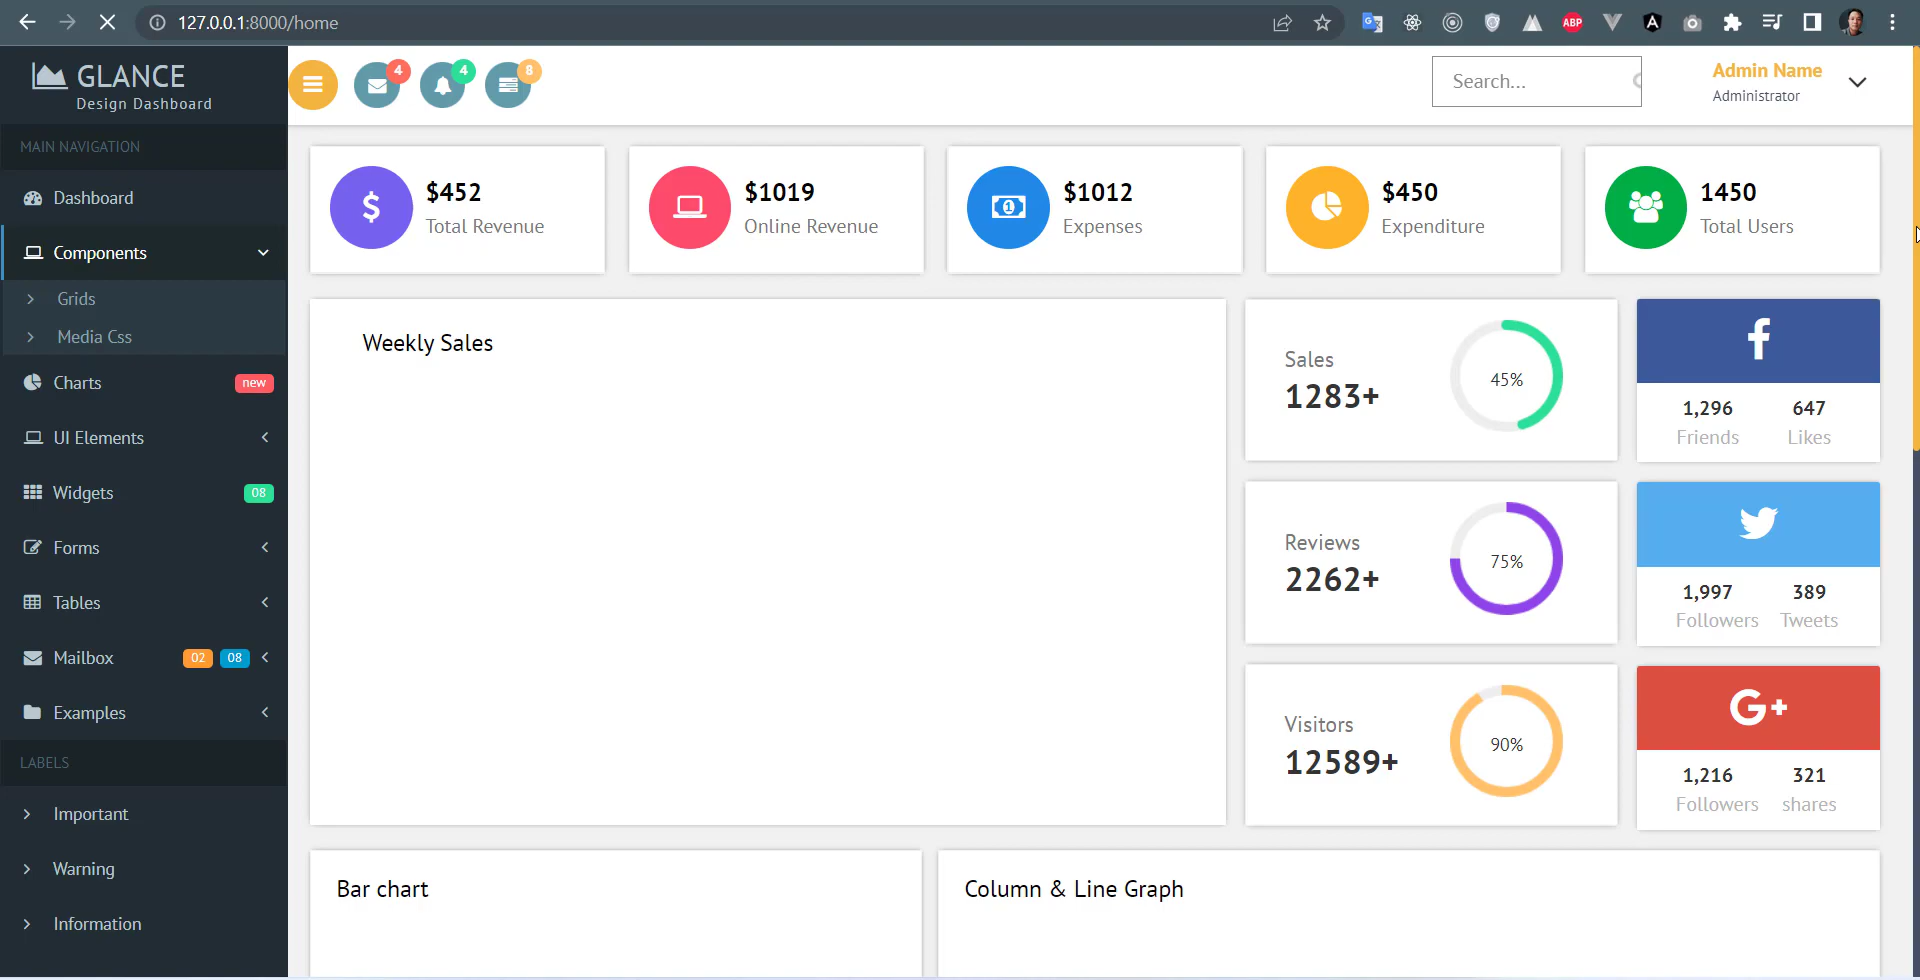 127.0.0.1:8000/home
ABP
GLANCE
Design Dashboard
4
4
8
Search...
Admin Name
Administrator
MAIN NAVIGATION
Dashboard
Components
Grids
Media Css
Charts new
UI Elements
Widgets 08
Forms
Tables
Mailbox 02 08
Examples
LABELS
Important
Warning
Information
$452
Total Revenue
$1019
Online Revenue
$1012
Expenses
$450
Expenditure
1450
Total Users
Weekly Sales
Sales
1283+
45%
Reviews
2262+
75%
Visitors
12589+
90%
1,296 647
Friends Likes
1,997 389
Followers Tweets
G+
1,216 321
Followers shares
Bar chart
Column & Line Graph